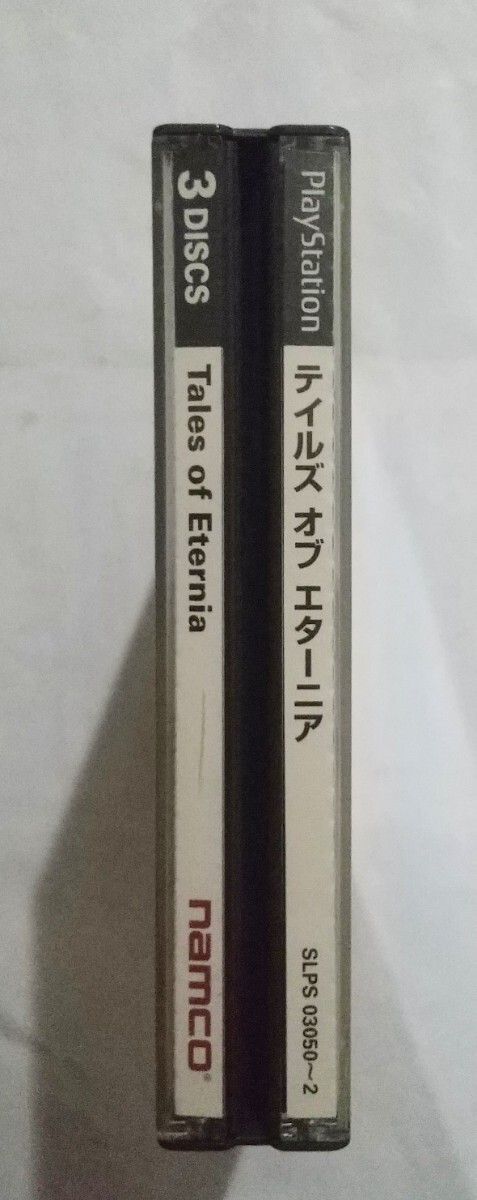 PlayStation
テイルズ オブ エターニア
SLPS 03050〜2
3 DISCS
Tales of Eternia
namco®